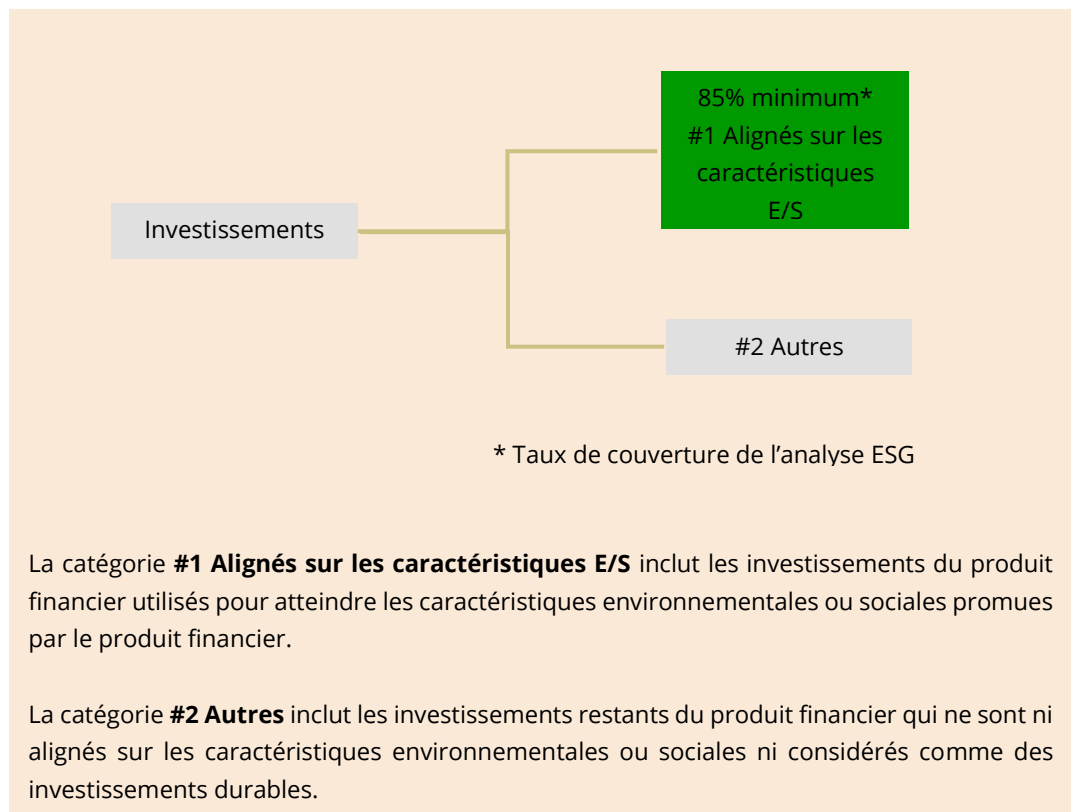 85% minimum*
#1 Alignés sur les
caractéristiques
E/S
Investissements
#2 Autres
* Taux de couverture de l’analyse ESG
La catégorie #1 Alignés sur les caractéristiques E/S inclut les investissements du produit
financier utilisés pour atteindre les caractéristiques environnementales ou sociales promues
par le produit financier.
La catégorie #2 Autres inclut les investissements restants du produit financier qui ne sont ni
alignés sur les caractéristiques environnementales ou sociales ni considérés comme des
investissements durables.